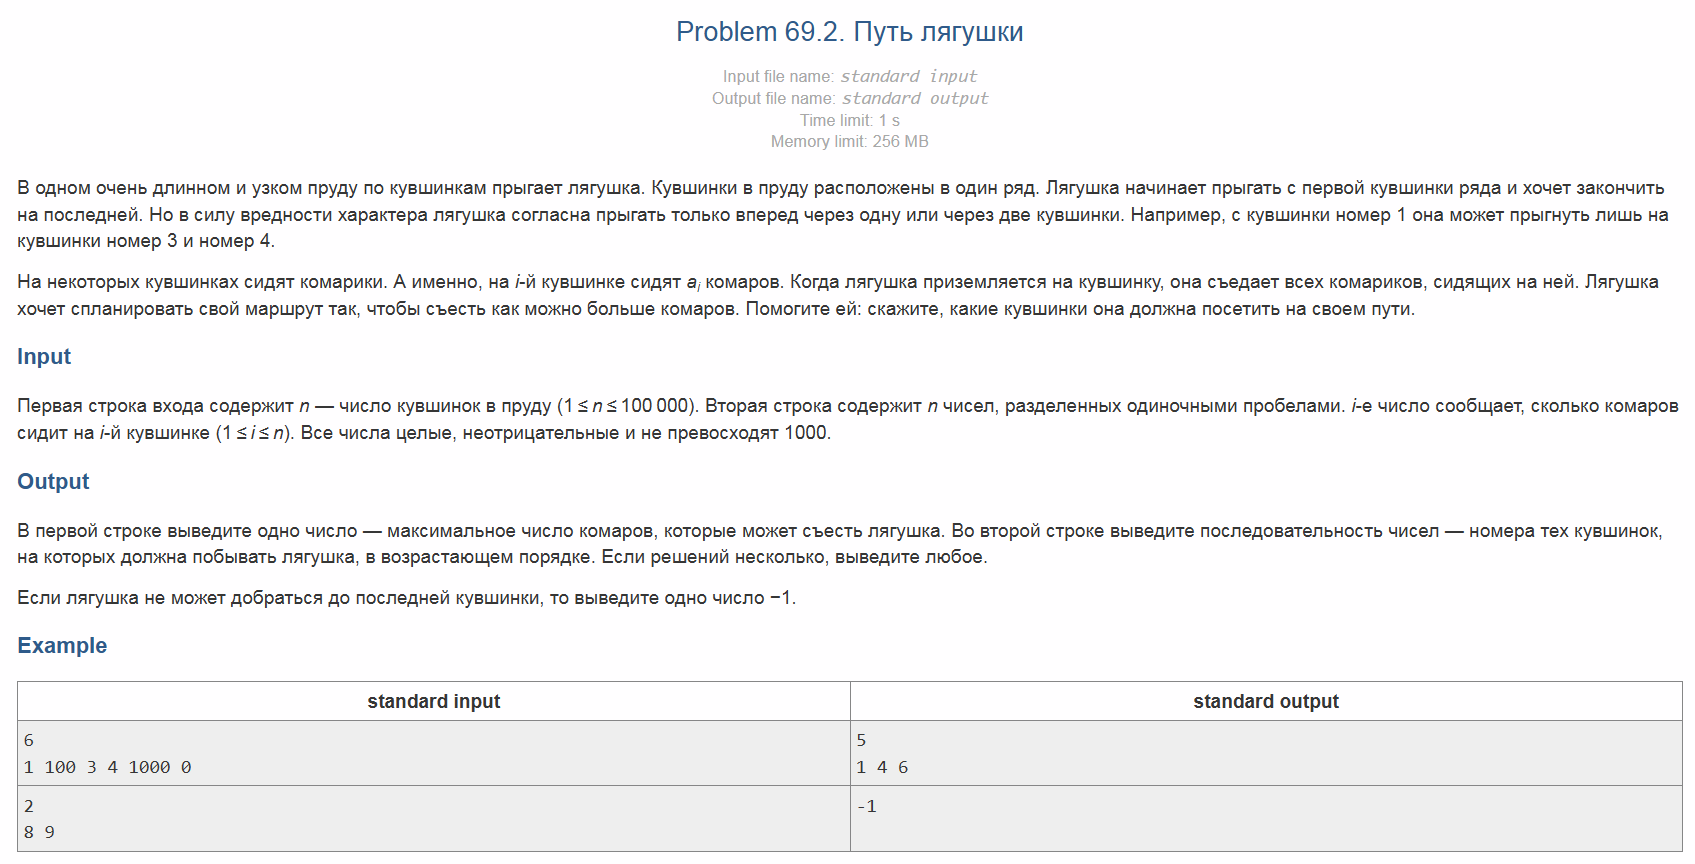 Problem 69.2. Путь лягушки
Input file name: standard input
Output file name: standard output
Time limit: 1 s
Memory limit: 256 MB
В одном очень длинном и узком пруду по кувшинкам прыгает лягушка. Кувшинки в пруду расположены в один ряд. Лягушка начинает прыгать с первой кувшинки ряда и хочет закончить
на последней. Но в силу вредности характера лягушка согласна прыгать только вперед через одну или через две кувшинки. Например, с кувшинки номер 1 она может прыгнуть лишь на
кувшинки номер 3 и номер 4.
На некоторых кувшинках сидят комарики. А именно, на i-й кувшинке сидят aᵢ комаров. Когда лягушка приземляется на кувшинку, она съедает всех комариков, сидящих на ней. Лягушка
хочет спланировать свой маршрут так, чтобы съесть как можно больше комаров. Помогите ей: скажите, какие кувшинки она должна посетить на своем пути.
Input
Первая строка входа содержит n — число кувшинок в пруду (1 ≤ n ≤ 100 000). Вторая строка содержит n чисел, разделенных одиночными пробелами. i-е число сообщает, сколько комаров
сидит на i-й кувшинке (1 ≤ i ≤ n). Все числа целые, неотрицательные и не превосходят 1000.
Output
В первой строке выведите одно число — максимальное число комаров, которые может съесть лягушка. Во второй строке выведите последовательность чисел — номера тех кувшинок,
на которых должна побывать лягушка, в возрастающем порядке. Если решений несколько, выведите любое.
Если лягушка не может добраться до последней кувшинки, то выведите одно число −1.
Example
standard input standard output
6 5
1 100 3 4 1000 0 1 4 6
2 -1
8 9